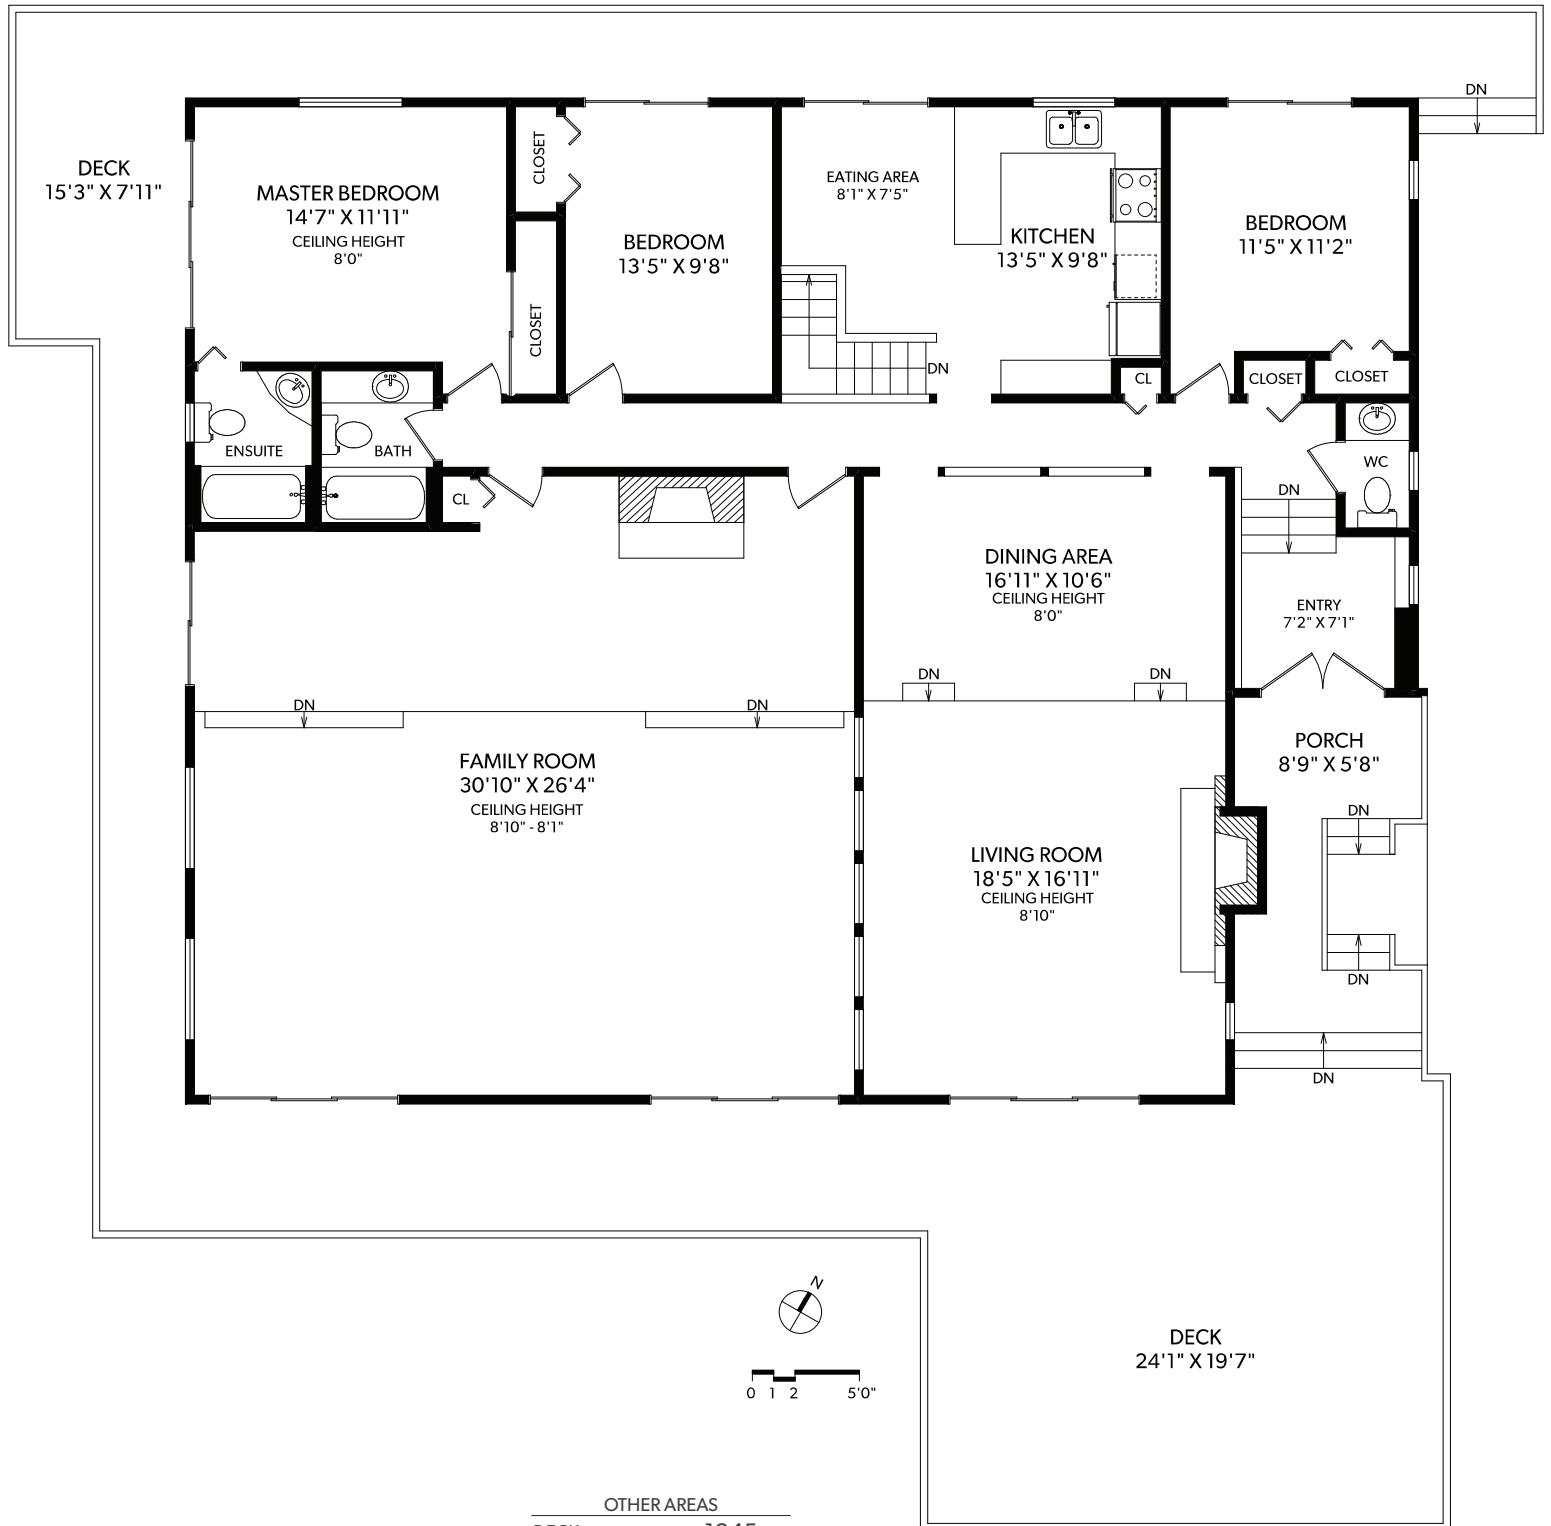 DN
DECK
15'3" X 7'11"
MASTER BEDROOM
14'7" X 11'11"
CEILING HEIGHT
8'0"
CLOSET
CLOSET
BEDROOM
13'5" X 9'8"
EATING AREA
8'1" X 7'5"
KITCHEN
13'5" X 9'8"
BEDROOM
11'5" X 11'2"
DN
CL
CLOSET
CLOSET
ENSUITE
BATH
CL
WC
DN
DINING AREA
16'11" X 10'6"
CEILING HEIGHT
8'0"
ENTRY
7'2" X 7'1"
DN
DN
DN
DN
FAMILY ROOM
30'10" X 26'4"
CEILING HEIGHT
8'10" - 8'1"
PORCH
8'9" X 5'8"
DN
LIVING ROOM
18'5" X 16'11"
CEILING HEIGHT
8'10"
DN
DN
N
0 1 2 5'0"
DECK
24'1" X 19'7"
OTHER AREAS